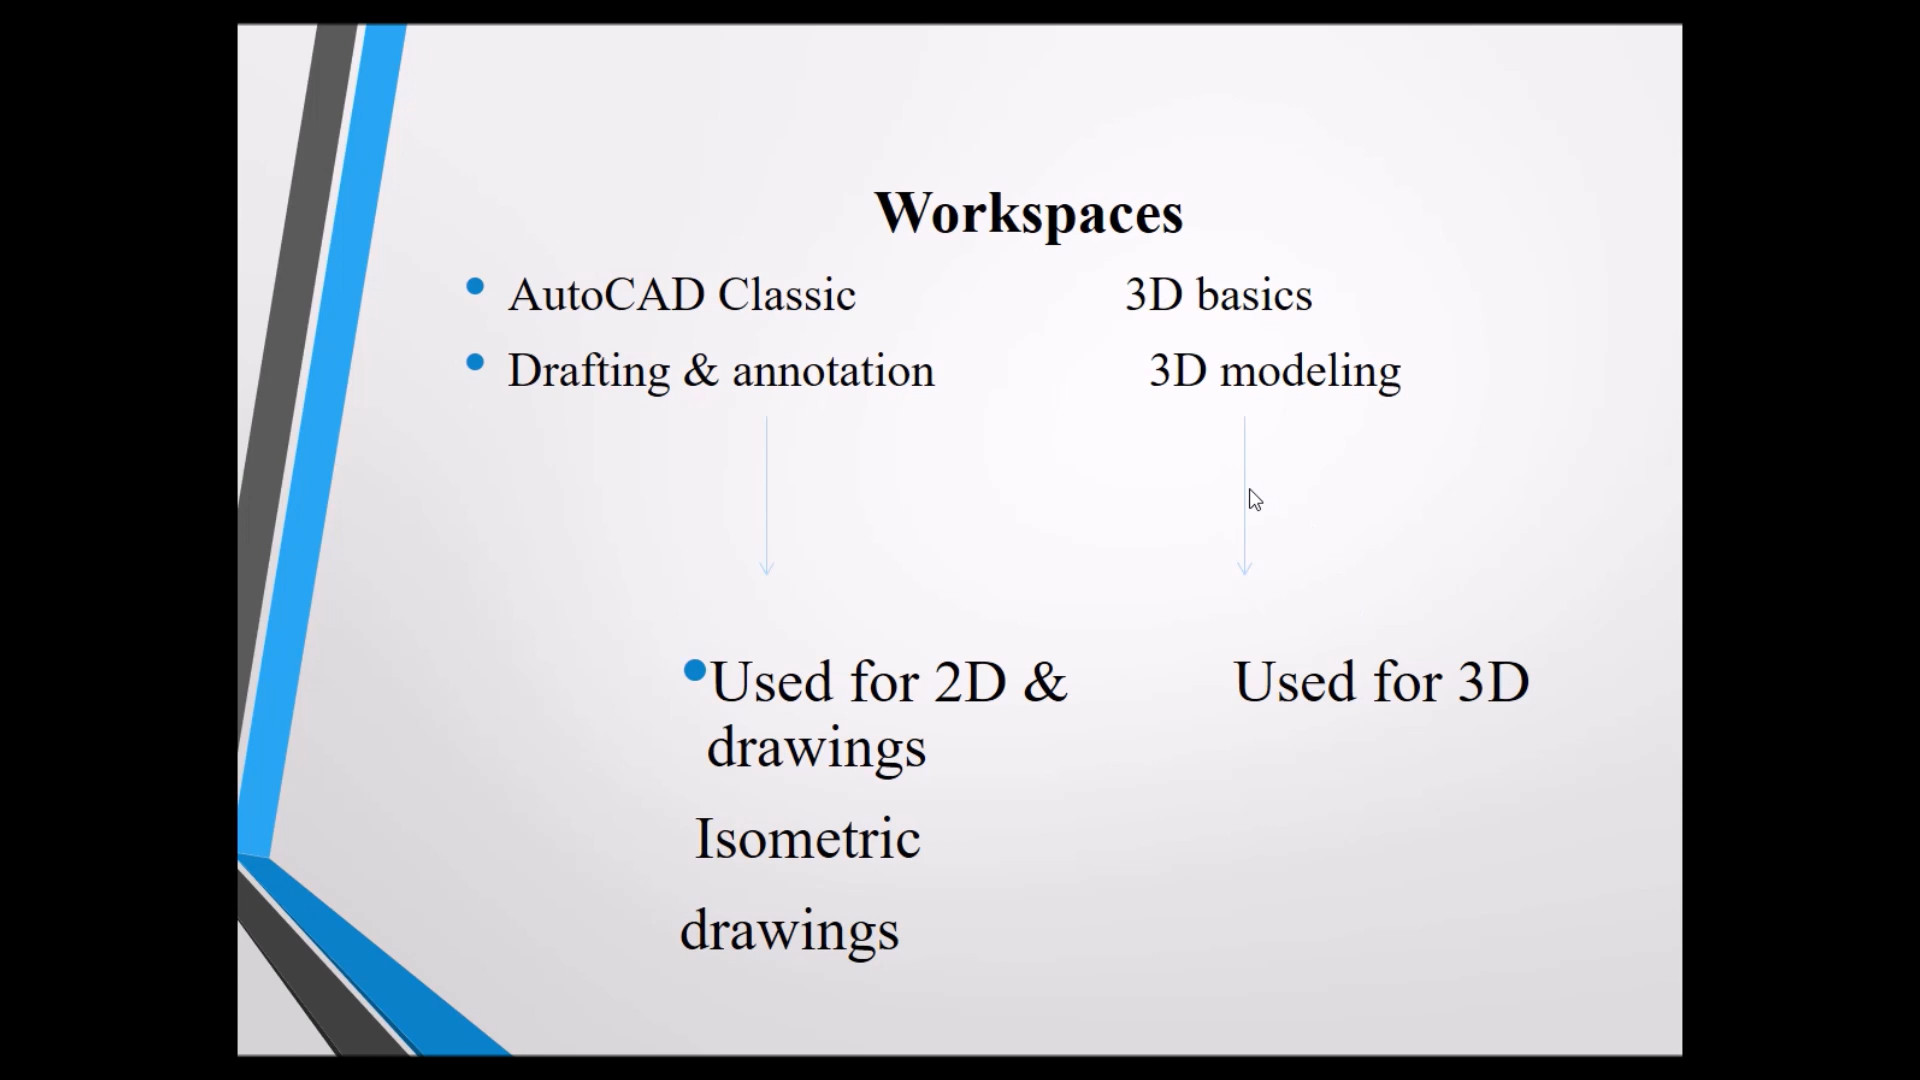 Workspaces
AutoCAD Classic 3D basics
Drafting & annotation 3D modeling
Used for 2D & Used for 3D
drawings
Isometric
drawings